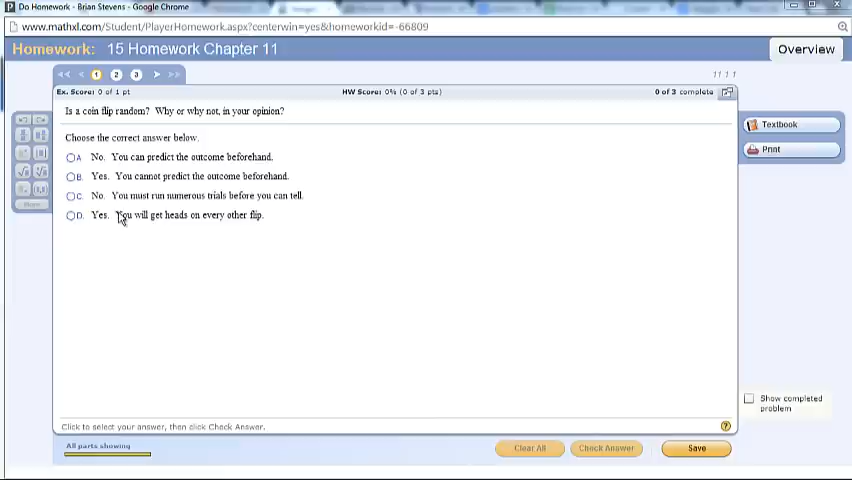 Do Homework - Brian Stevens - Google Chrome
www.mathxl.com/Student/PlayerHomework.aspx?centerwin=yes&homeworkid=-66809
Homework: 15 Homework Chapter 11
Overview
1 2 3
11.1.1
Ex. Score: 0 of 1 pt
HW Score: 0% (0 of 3 pts)
0 of 3 complete
Is a coin flip random? Why or why not, in your opinion?
Textbook
Choose the correct answer below.
Print
A. No. You can predict the outcome beforehand.
B. Yes. You cannot predict the outcome beforehand.
C. No. You must run numerous trials before you can tell.
More
D. Yes. You will get heads on every other flip.
Show completed
problem
Click to select your answer, then click Check Answer.
?
All parts showing
Clear All
Check Answer
Save